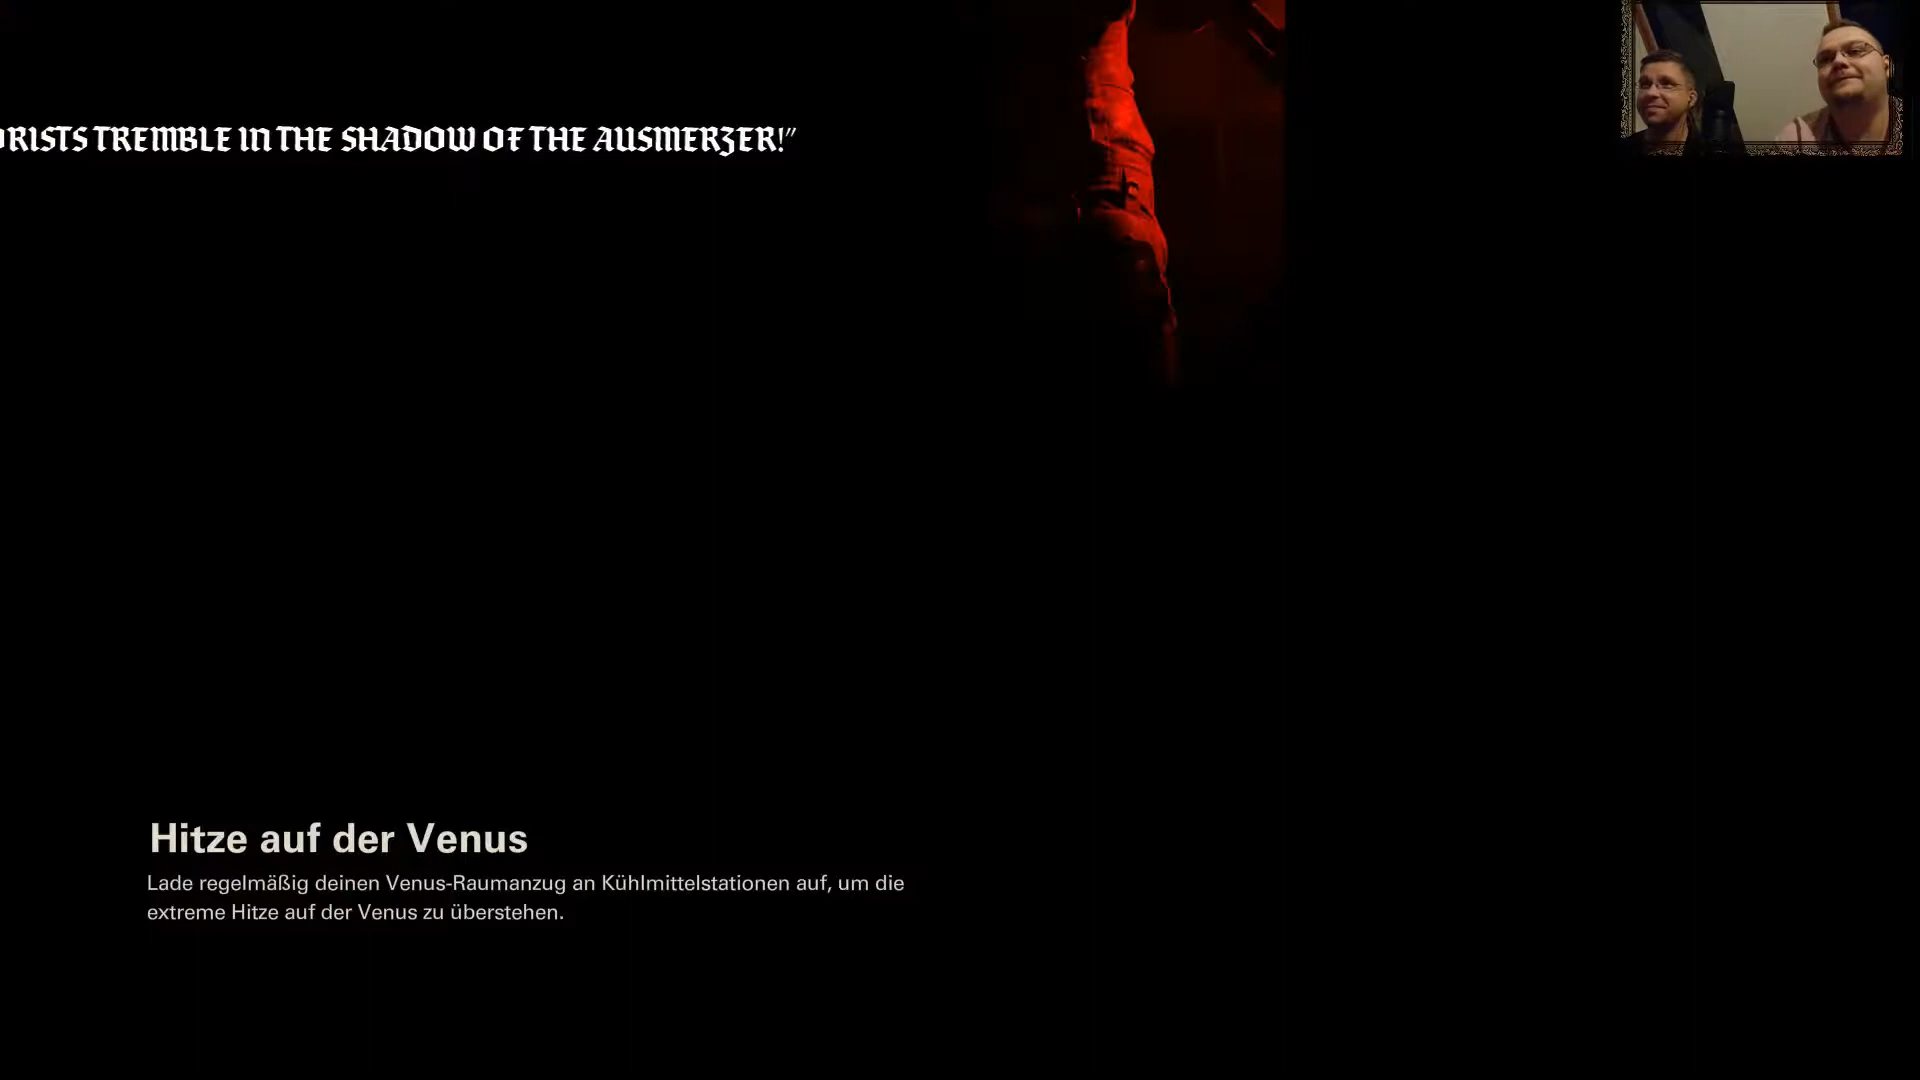 TREMBLE IN THE SHADOW OF THE AUSMERZER!”
Hitze auf der Venus
Lade regelmäßig deinen Venus-Raumanzug an Kühlmittelstationen auf, um die
extreme Hitze auf der Venus zu überstehen.